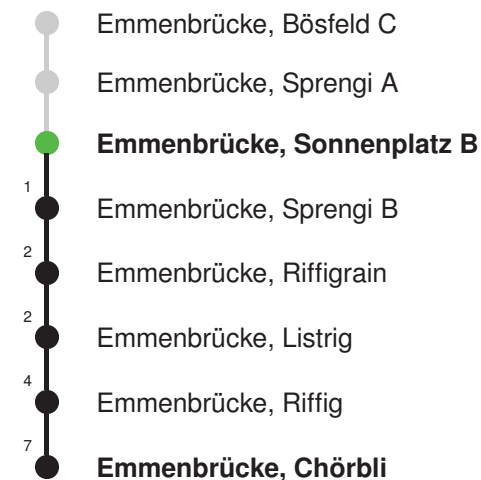 Emmenbrücke, Bösfeld C
Emmenbrücke, Sprengi A
Emmenbrücke, Sonnenplatz B
1 Emmenbrücke, Sprengi B
2 Emmenbrücke, Riffigrain
2 Emmenbrücke, Listrig
4 Emmenbrücke, Riffig
7 Emmenbrücke, Chörbli